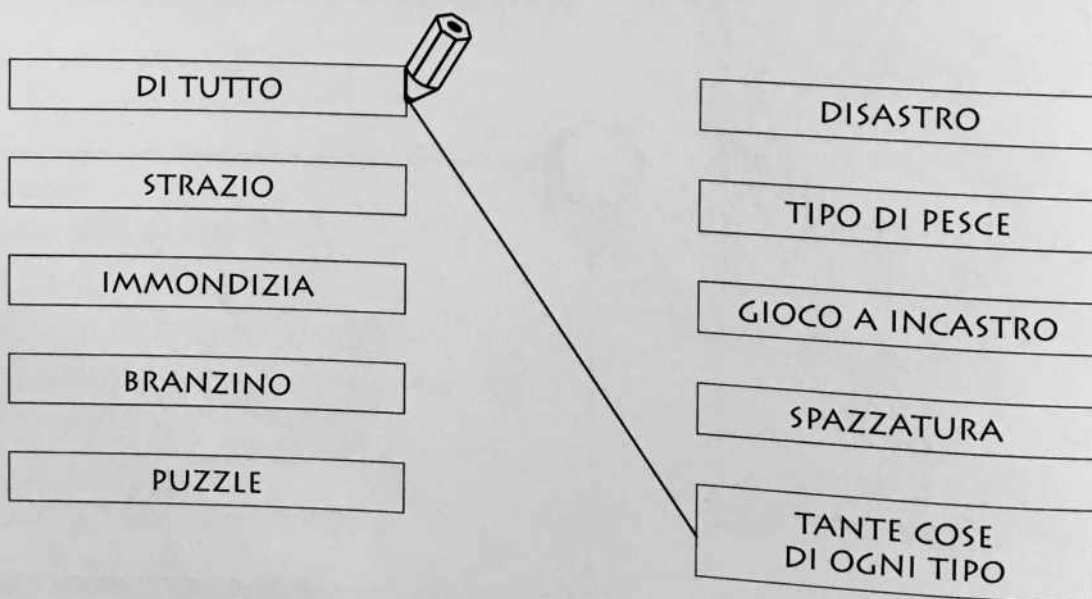 DI TUTTO
STRAZIO
IMMONDIZIA
BRANZINO
PUZZLE
DISASTRO
TIPO DI PESCE
GIOCO A INCASTRO
SPAZZATURA
TANTE COSE
DI OGNI TIPO